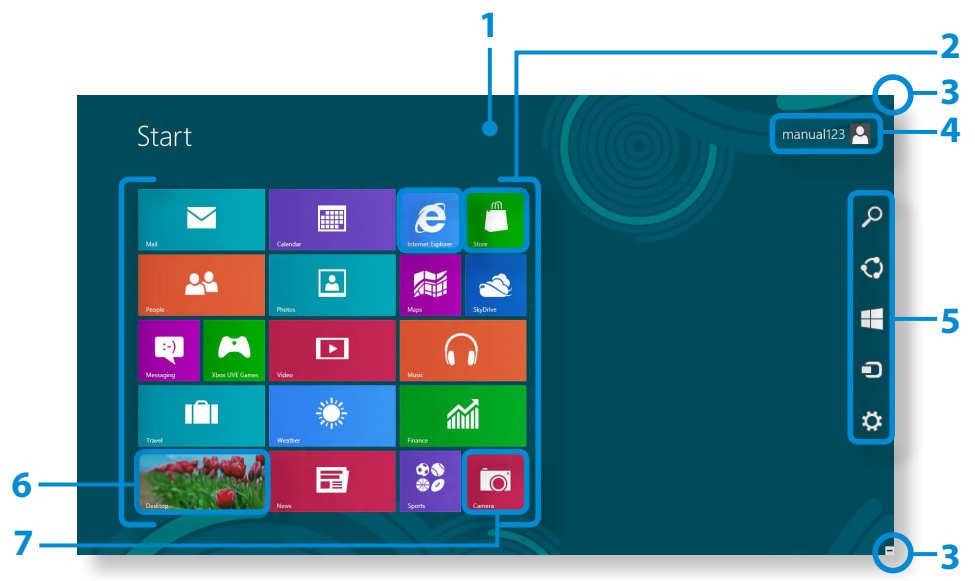 1
2
3
Start
manual123
4
Mail
Calendar
Internet Explorer
Store
People
Photos
Maps
SkyDrive
5
Messaging
Xbox LIVE Games
Video
Music
Travel
Weather
Finance
6
Desktop
News
Sports
Camera
7
3